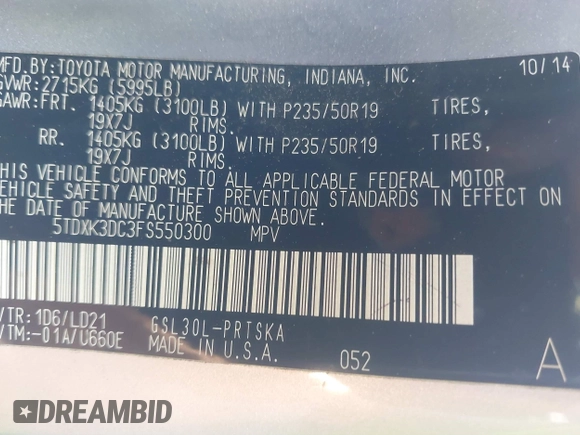 MFD.BY:TOYOTA MOTOR MANUFACTURING, INDIANA, INC. 10/14
GVWR:2715KG (5995LB)
GAWR:FRT. 1405KG (3100LB) WITH P235/50R19 TIRES,
19X7J RIMS.
RR. 1405KG (3100LB) WITH P235/50R19 TIRES,
19X7J RIMS.
THIS VEHICLE CONFORMS TO ALL APPLICABLE FEDERAL MOTOR
VEHICLE SAFETY AND THEFT PREVENTION STANDARDS IN EFFECT ON
THE DATE OF MANUFACTURE SHOWN ABOVE.
5TDXK3DC3FS550300 MPV
/TR:1D6/LD21 GSL30L-PRTSKA
/TM:-01A/U660E MADE IN U.S.A. 052 A
DREAMBID